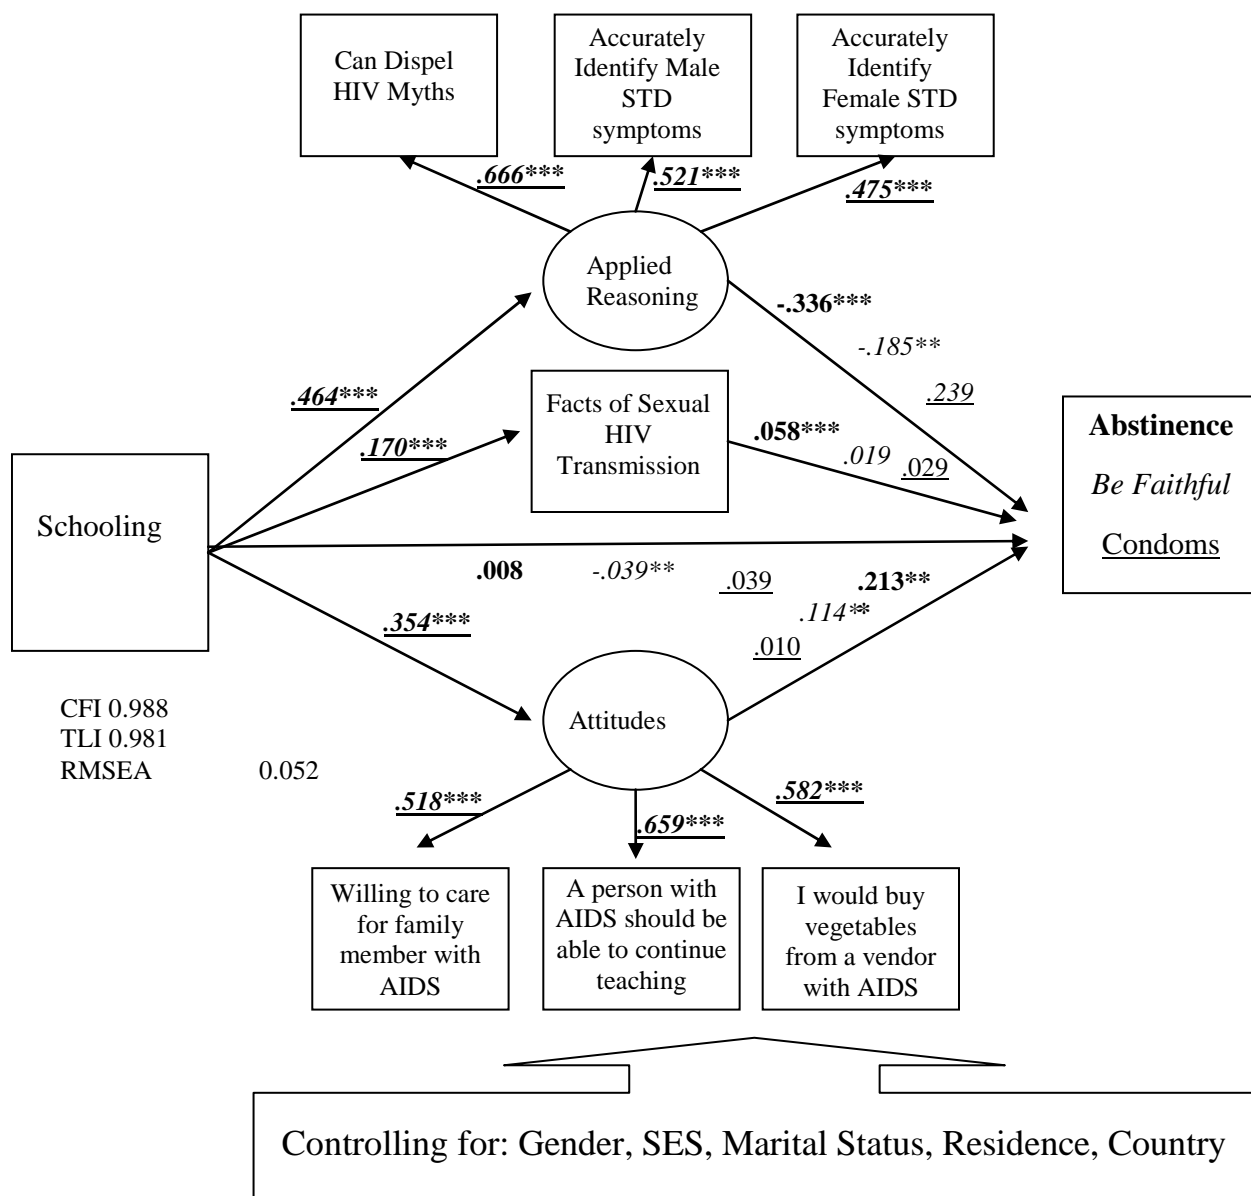 Can Dispel
HIV Myths
Accurately
Identify Male
STD
symptoms
Accurately
Identify
Female STD
symptoms
.666***
.521***
.475***
Applied
Reasoning
-.336***
-.185**
.239
.464***
.170***
Facts of Sexual
HIV
Transmission
.058***
.019
.029
Abstinence
Be Faithful
Condoms
Schooling
.008
-.039**
.039
.213**
.114**
.010
.354***
Attitudes
CFI 0.988
TLI 0.981
RMSEA 0.052
.518***
.659***
.582***
Willing to care
for family
member with
AIDS
A person with
AIDS should be
able to continue
teaching
I would buy
vegetables
from a vendor
with AIDS
Controlling for: Gender, SES, Marital Status, Residence, Country